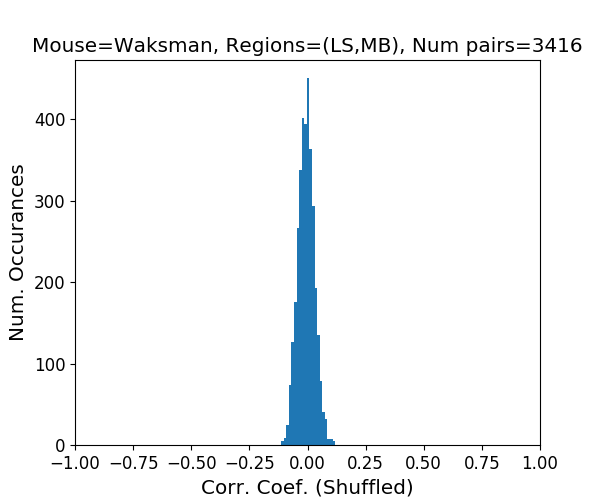 Mouse=Waksman, Regions=(LS,MB), Num pairs=3416
Num. Occurances
400
300
200
100
0
−1.00 −0.75 −0.50 −0.25 0.00 0.25 0.50 0.75 1.00
Corr. Coef. (Shuffled)